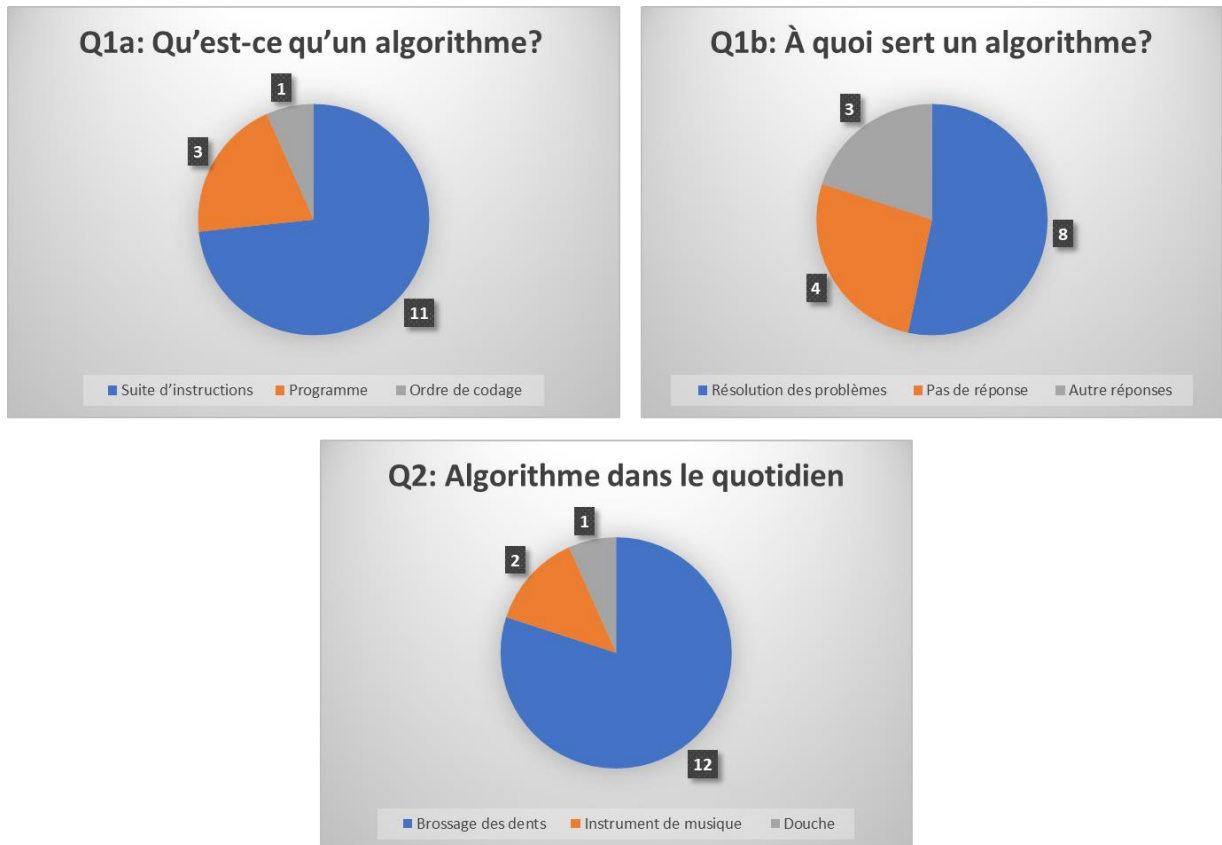 Q1a: Qu’est-ce qu’un algorithme?
1
3
11
Suite d’instructions Programme Ordre de codage
Q1b: À quoi sert un algorithme?
3
8
4
Résolution des problèmes Pas de réponse Autre réponses
Q2: Algorithme dans le quotidien
1
2
12
Brossage des dents Instrument de musique Douche